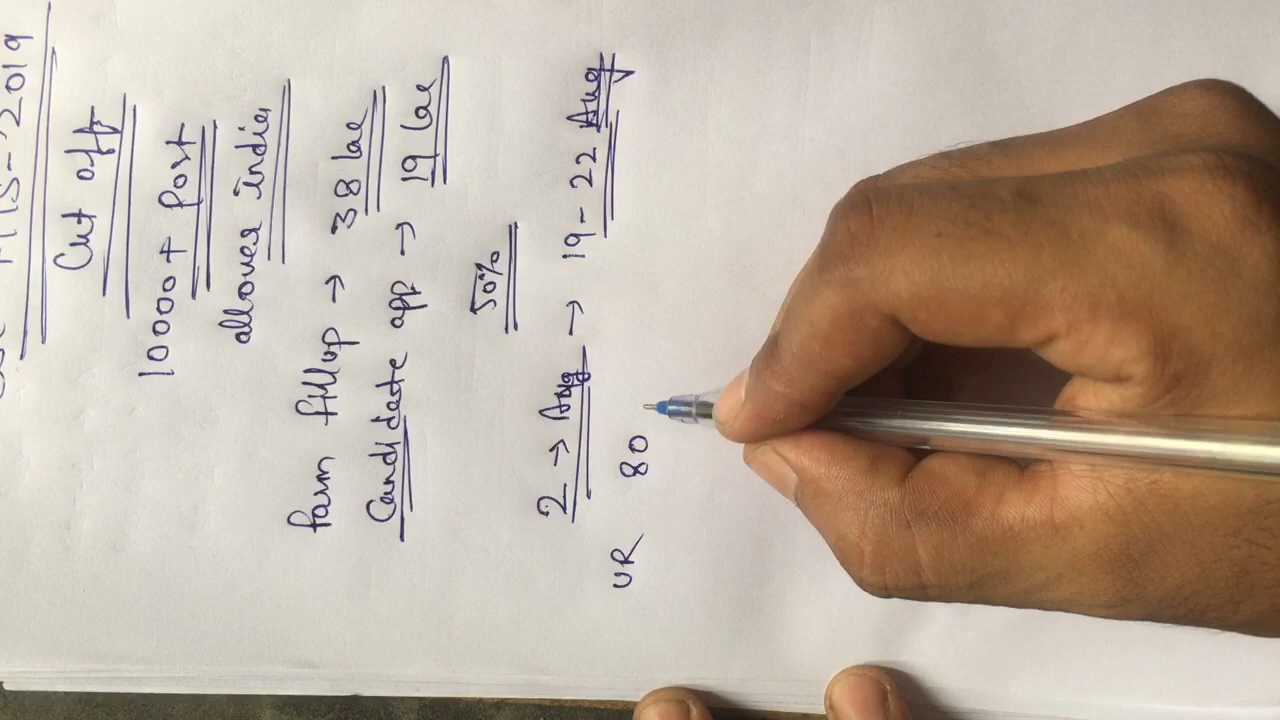 MTS-2019
Cut off
10000+ Post
allover india
form fillup → 38 lac
Candidate app → 19 lac
50%
2 → Aug → 19-22 Aug
UR 80